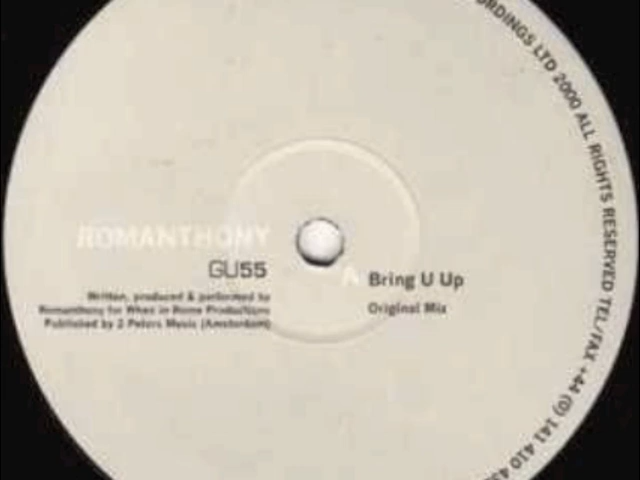 ROMANTHONY
GU55
Written, produced & performed by
Romanthony for When in Rome Productions
Published by 2 Peters Music (Amsterdam)
A
Bring U Up
Original Mix
LTD 2000 ALL RIGHTS RESERVED TEL/FAX +44 (0) 141 410